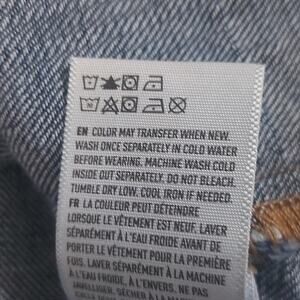 EN COLOR MAY TRANSFER WHEN NEW.
WASH ONCE SEPARATELY IN COLD WATER
BEFORE WEARING. MACHINE WASH COLD
INSIDE OUT SEPARATELY. DO NOT BLEACH.
TUMBLE DRY LOW. COOL IRON IF NEEDED.
FR LA COULEUR PEUT DÉTEINDRE
LORSQUE LE VÊTEMENT EST NEUF. LAVER
SÉPARÉMENT À L'EAU FROIDE AVANT DE
PORTER LE VÊTEMENT POUR LA PREMIÈRE
FOIS. LAVER SÉPARÉMENT À LA MACHINE
À L'EAU FROIDE, À L'ENVERS. NE PAS
JAVELLISER. SÉCHER À LA